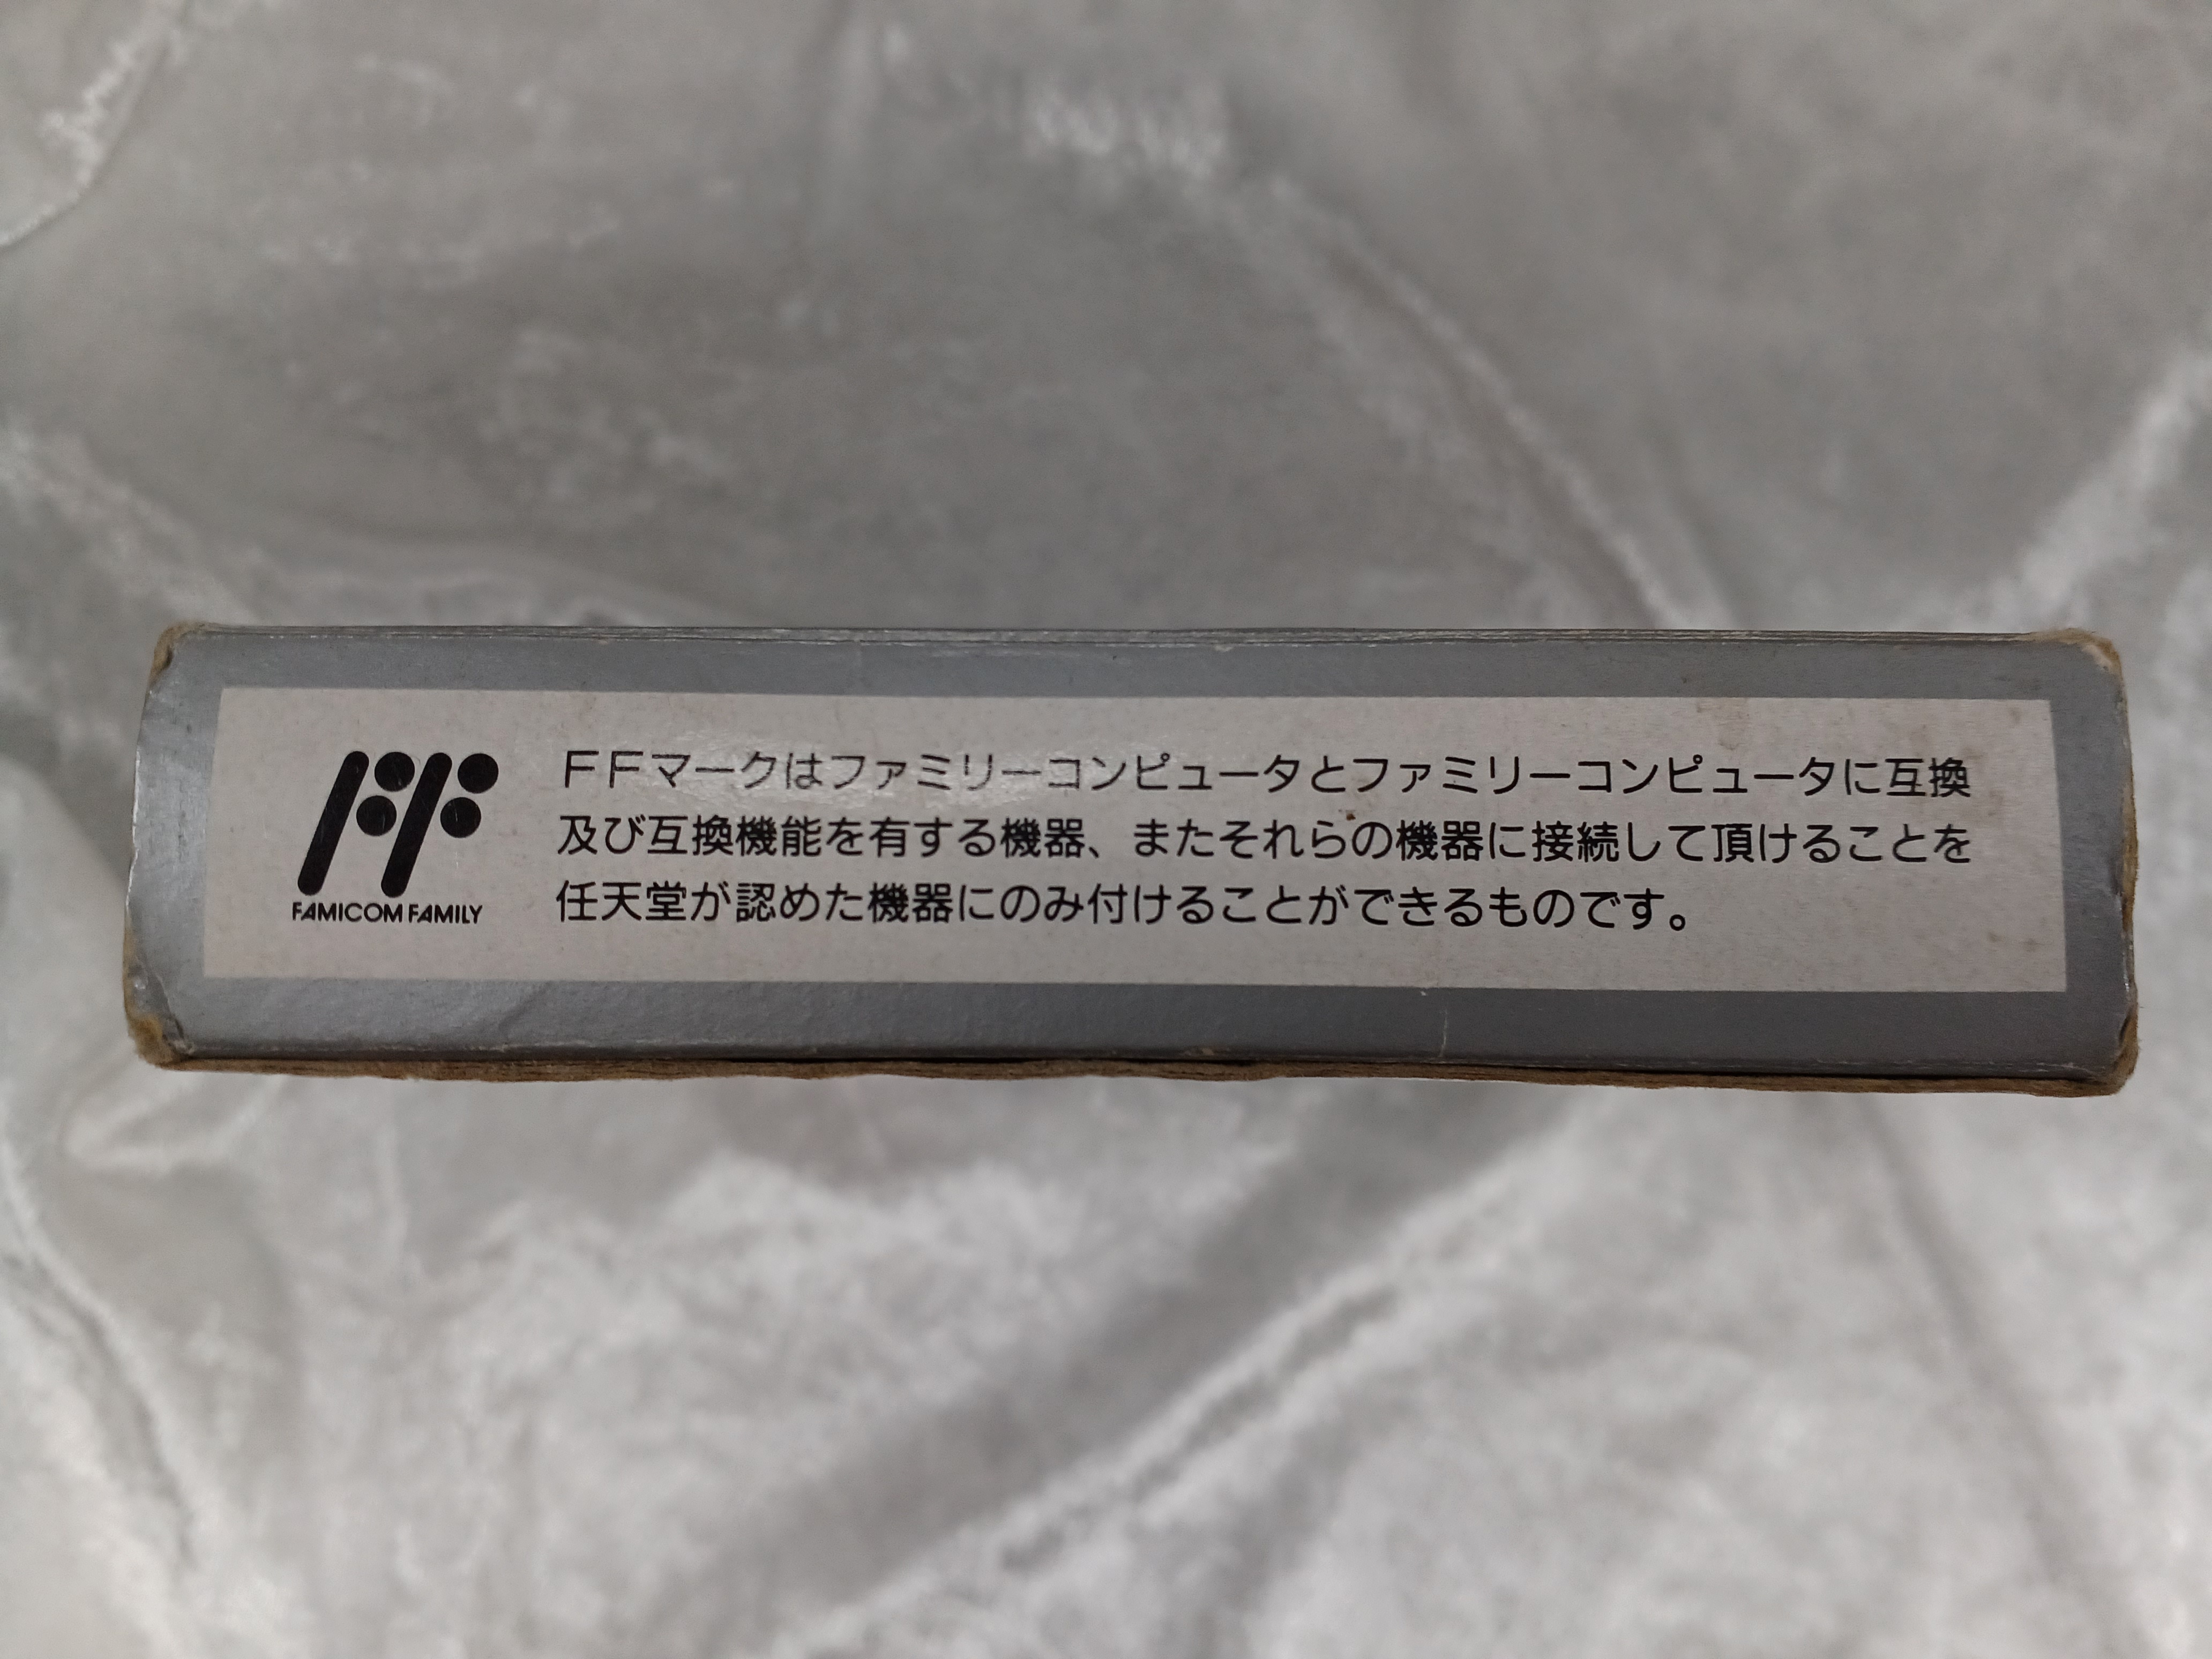 FF
FAMICOM FAMILY
FFマークはファミリーコンピュータとファミリーコンピュータに互換
及び互換機能を有する機器、またそれらの機器に接続して頂けることを
任天堂が認めた機器にのみ付けることができるものです。